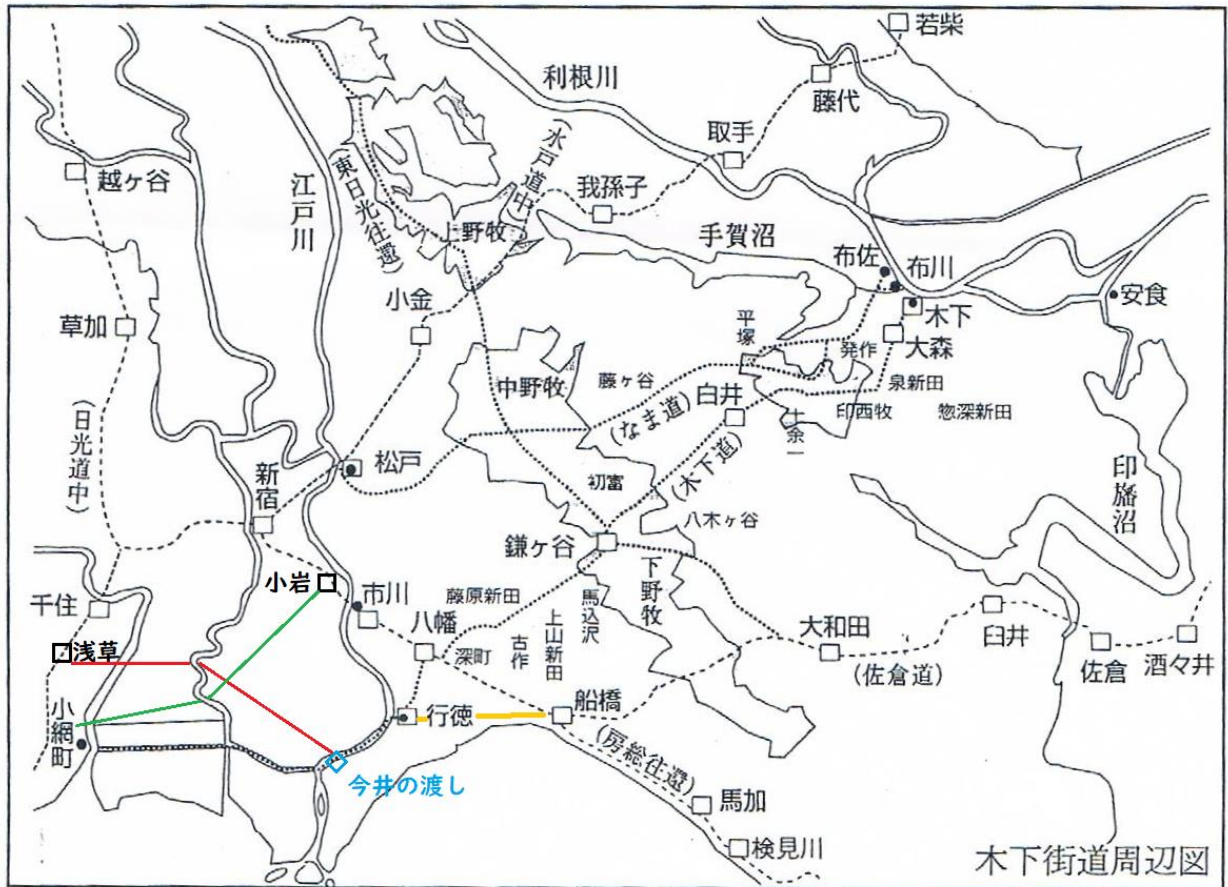 若柴
利根川
藤代
取手
(水戸道中)
越ヶ谷
江戸川
(東日光往還)
我孫子
上野牧
手賀沼
布佐
布川
安食
小金
木下
草加
平塚
発作
大森
中野牧
藤ヶ谷
白井
泉新田
印西牧
惣深新田
(なま道)
十余一
(日光道中)
松戸
新宿
初富
(木下道)
印旛沼
八木ヶ谷
鎌ヶ谷
小岩
市川
下野牧
千住
藤原新田
馬込沢
八幡
上山新田
古作
深町
大和田
臼井
佐倉
酒々井
(佐倉道)
浅草
小網町
行徳
船橋
(房総往還)
今井の渡し
馬加
検見川
木下街道周辺図